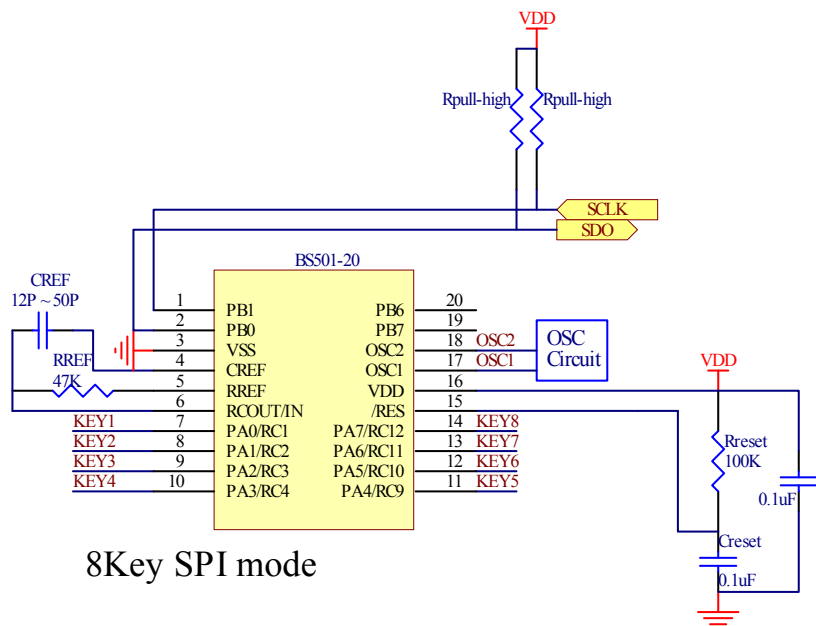 VDD
Rpull-high Rpull-high
SCLK
SDO
BS501-20
CREF
12P ~ 50P
RREF
47K
1 PB1 PB6 20
2 PB0 PB7 19
3 VSS OSC2 18 OSC2
4 CREF OSC1 17 OSC1
5 RREF VDD 16
6 RCOUT/IN /RES 15
KEY1 7 PA0/RC1 PA7/RC12 14 KEY8
KEY2 8 PA1/RC2 PA6/RC11 13 KEY7
KEY3 9 PA2/RC3 PA5/RC10 12 KEY6
KEY4 10 PA3/RC4 PA4/RC9 11 KEY5
OSC
Circuit
VDD
Rreset
100K
0.1uF
Creset
0.1uF
8Key SPI mode